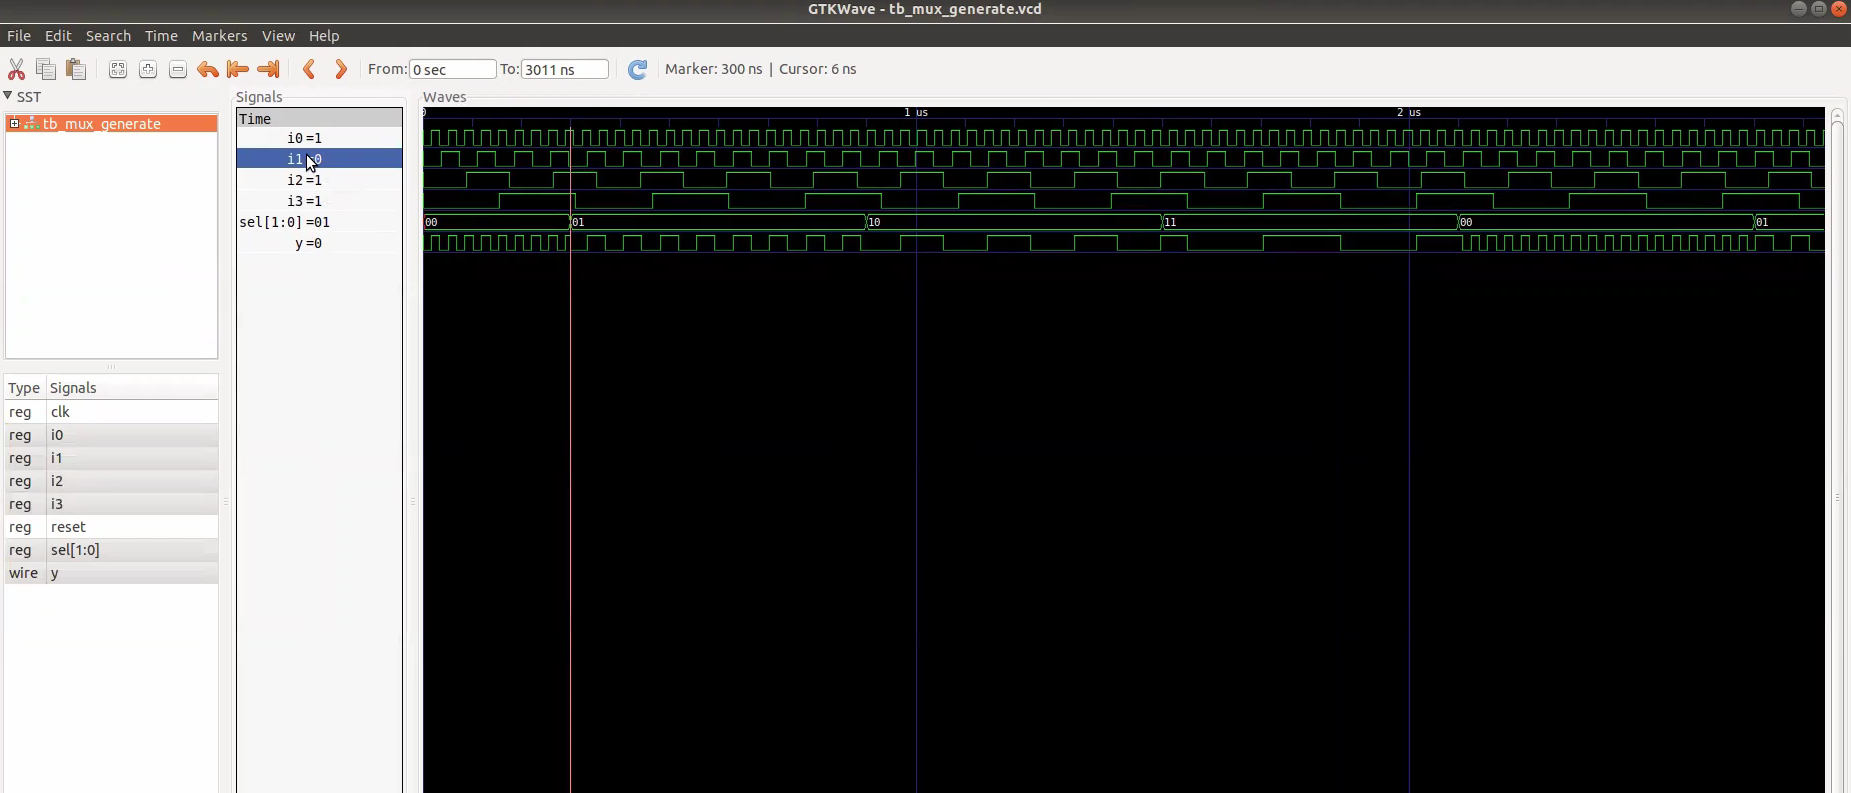 GTKWave - tb_mux_generate.vcd
File Edit Search Time Markers View Help
From: 0 sec To: 3011 ns Marker: 300 ns | Cursor: 6 ns
SST
tb_mux_generate
Type Signals
reg clk
reg i0
reg i1
reg i2
reg i3
reg reset
reg sel[1:0]
wire y
Signals
Time
i0 =1
i1 =0
i2 =1
i3 =1
sel[1:0] =01
y =0
Waves
0 1 us 2 us
00 01 10 11 00 01